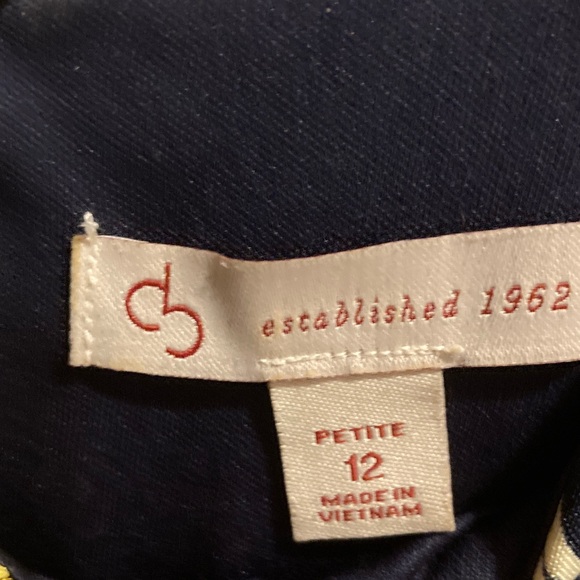 cb established 1962
PETITE
12
MADE IN
VIETNAM